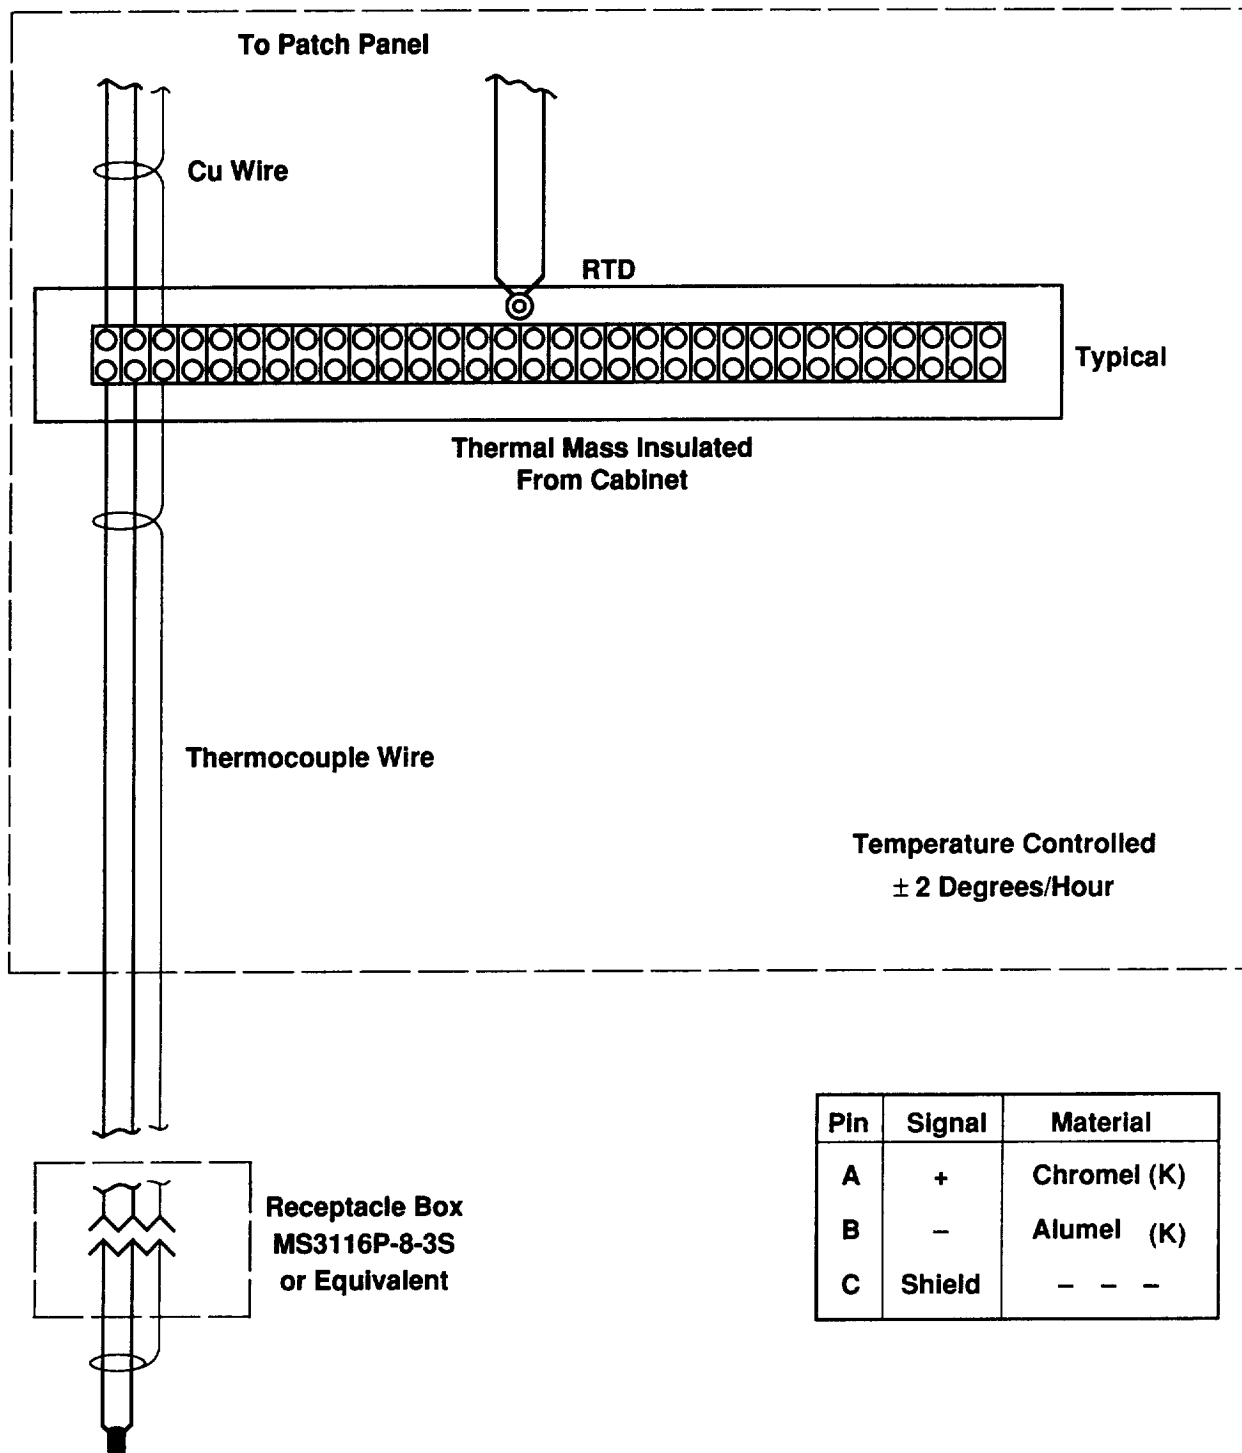 To Patch Panel
Cu Wire
RTD
Typical
Thermal Mass Insulated
From Cabinet
Thermocouple Wire
Temperature Controlled
± 2 Degrees/Hour
Receptacle Box
MS3116P-8-3S
or Equivalent
Pin Signal Material
A + Chromel (K)
B – Alumel (K)
C Shield – – –